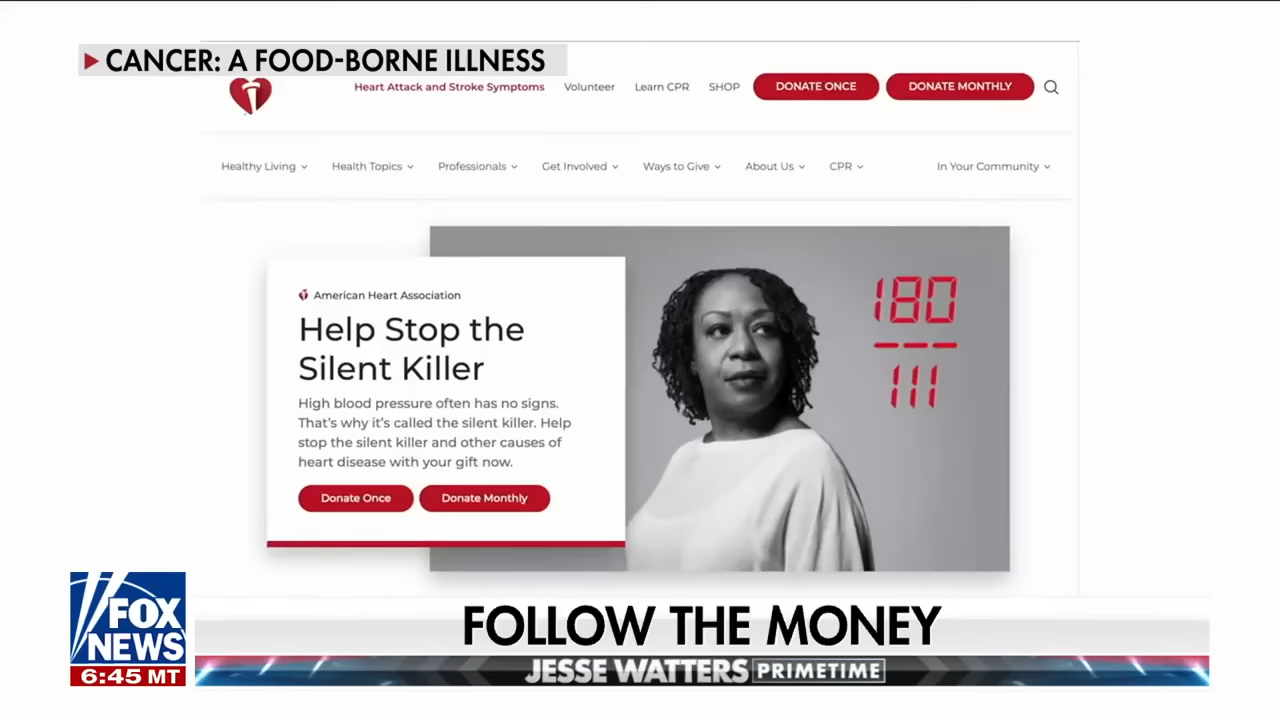 CANCER: A FOOD-BORNE ILLNESS
Heart Attack and Stroke Symptoms Volunteer Learn CPR SHOP DONATE ONCE DONATE MONTHLY
Healthy Living Health Topics Professionals Get Involved Ways to Give About Us CPR In Your Community
American Heart Association
Help Stop the
Silent Killer
High blood pressure often has no signs.
That's why it's called the silent killer. Help
stop the silent killer and other causes of
heart disease with your gift now.
Donate Once Donate Monthly
180
111
FOX
NEWS
6:45 MT
FOLLOW THE MONEY
JESSE WATTERS PRIMETIME